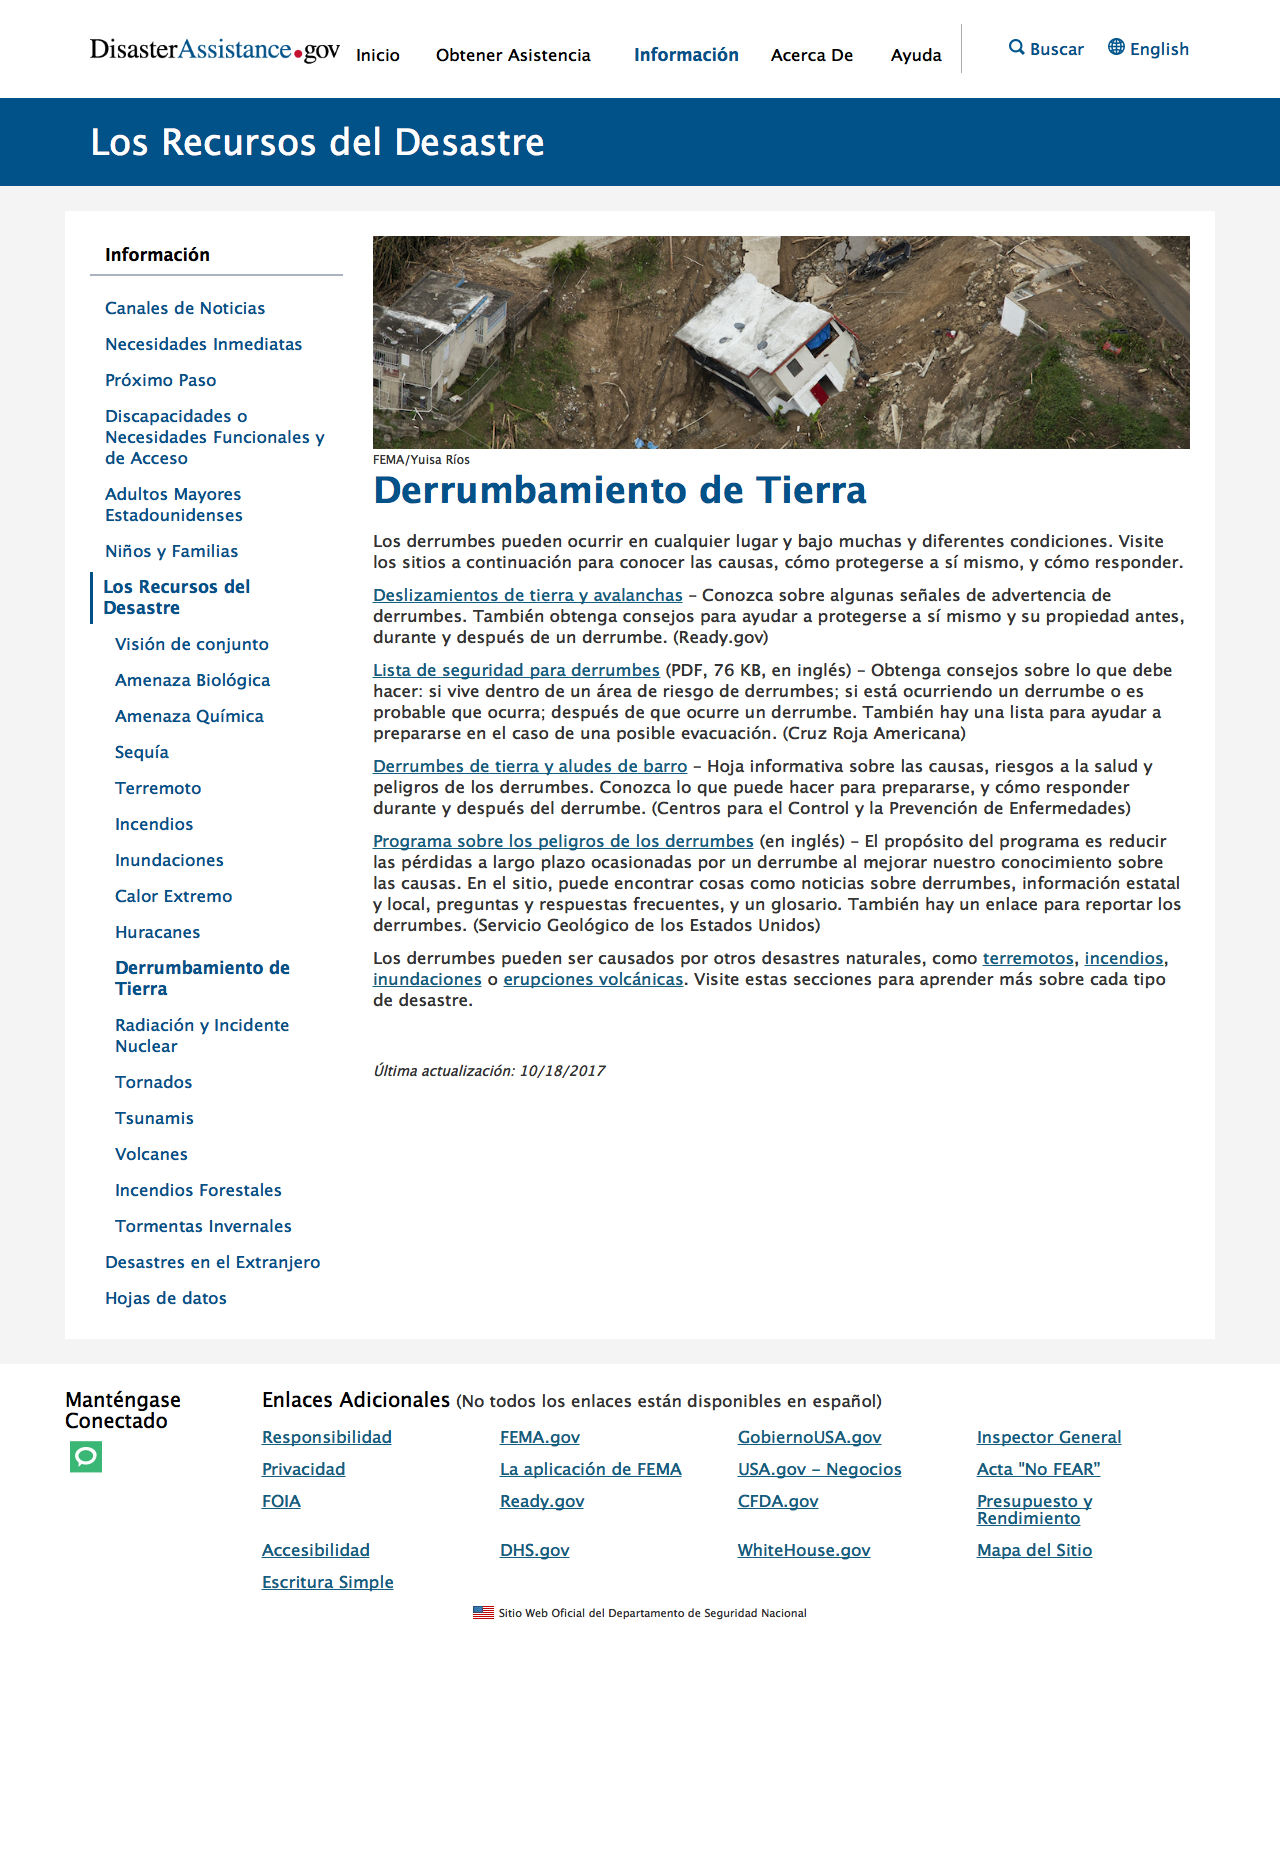 DisasterAssistance.gov
Inicio
Obtener Asistencia
Información
Acerca De
Ayuda
Buscar
English
Los Recursos del Desastre
Información
Canales de Noticias
Necesidades Inmediatas
Próximo Paso
Discapacidades o
Necesidades Funcionales y
de Acceso
Adultos Mayores
Estadounidenses
Niños y Familias
Los Recursos del
Desastre
Visión de conjunto
Amenaza Biológica
Amenaza Química
Sequía
Terremoto
Incendios
Inundaciones
Calor Extremo
Huracanes
Derrumbamiento de
Tierra
Radiación y Incidente
Nuclear
Tornados
Tsunamis
Volcanes
Incendios Forestales
Tormentas Invernales
Desastres en el Extranjero
Hojas de datos
FEMA/Yuisa Ríos
Derrumbamiento de Tierra
Los derrumbes pueden ocurrir en cualquier lugar y bajo muchas y diferentes condiciones. Visite
los sitios a continuación para conocer las causas, cómo protegerse a sí mismo, y cómo responder.
Deslizamientos de tierra y avalanchas – Conozca sobre algunas señales de advertencia de
derrumbes. También obtenga consejos para ayudar a protegerse a sí mismo y su propiedad antes,
durante y después de un derrumbe. (Ready.gov)
Lista de seguridad para derrumbes (PDF, 76 KB, en inglés) – Obtenga consejos sobre lo que debe
hacer: si vive dentro de un área de riesgo de derrumbes; si está ocurriendo un derrumbe o es
probable que ocurra; después de que ocurre un derrumbe. También hay una lista para ayudar a
prepararse en el caso de una posible evacuación. (Cruz Roja Americana)
Derrumbes de tierra y aludes de barro – Hoja informativa sobre las causas, riesgos a la salud y
peligros de los derrumbes. Conozca lo que puede hacer para prepararse, y cómo responder
durante y después del derrumbe. (Centros para el Control y la Prevención de Enfermedades)
Programa sobre los peligros de los derrumbes (en inglés) – El propósito del programa es reducir
las pérdidas a largo plazo ocasionadas por un derrumbe al mejorar nuestro conocimiento sobre
las causas. En el sitio, puede encontrar cosas como noticias sobre derrumbes, información estatal
y local, preguntas y respuestas frecuentes, y un glosario. También hay un enlace para reportar los
derrumbes. (Servicio Geológico de los Estados Unidos)
Los derrumbes pueden ser causados por otros desastres naturales, como terremotos, incendios,
inundaciones o erupciones volcánicas. Visite estas secciones para aprender más sobre cada tipo
de desastre.
Última actualización: 10/18/2017
Manténgase
Conectado
Enlaces Adicionales (No todos los enlaces están disponibles en español)
Responsibilidad
FEMA.gov
GobiernoUSA.gov
Inspector General
Privacidad
La aplicación de FEMA
USA.gov – Negocios
Acta "No FEAR”
FOIA
Ready.gov
CFDA.gov
Presupuesto y
Rendimiento
Accesibilidad
DHS.gov
WhiteHouse.gov
Mapa del Sitio
Escritura Simple
Sitio Web Oficial del Departamento de Seguridad Nacional